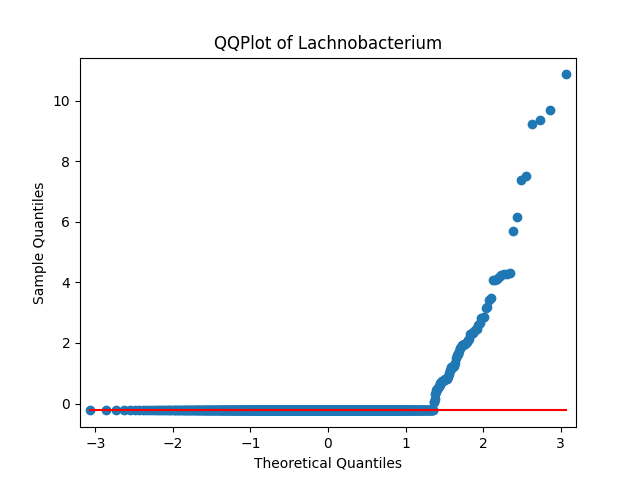 QQPlot of Lachnobacterium
10
8
6
4
2
0
Sample Quantiles
−3 −2 −1 0 1 2 3
Theoretical Quantiles